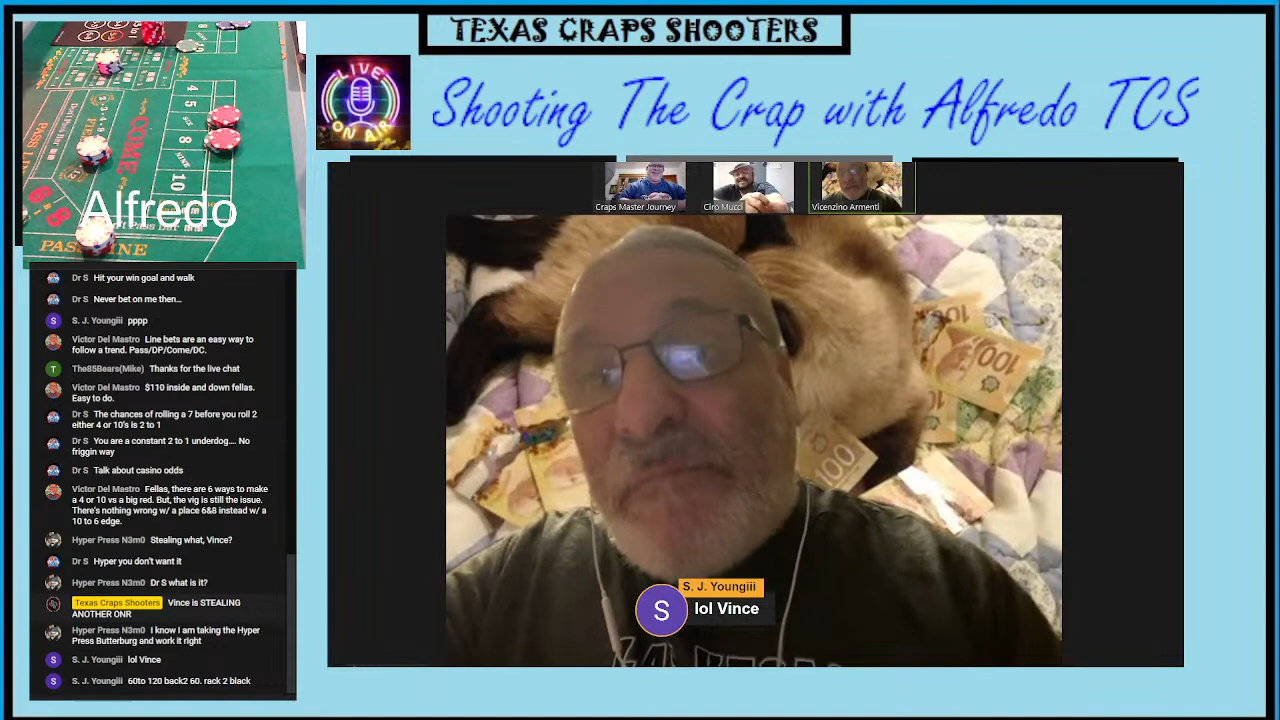 TEXAS CRAPS SHOOTERS
LIVE
ON AIR
Shooting The Crap with Alfredo TCS
COME
4
5
8
10
PASS LINE
Alfredo
Craps Master Journey
Ciro Mucci
Vicenzino Armenti
100
100
Dr S Hit your win goal and walk
Dr S Never bet on me then...
S S. J. Youngiii pppp
Victor Del Mastro Line bets are an easy way to
follow a trend. Pass/DP/Come/DC.
T The85Bears(Mike) Thanks for the live chat
Victor Del Mastro $110 inside and down fellas.
Easy to do.
Dr S The chances of rolling a 7 before you roll 2
either 4 or 10's is 2 to 1
Dr S You are a constant 2 to 1 underdog.... No
friggin way
Dr S Talk about casino odds
Victor Del Mastro Fellas, there are 6 ways to make
a 4 or 10 vs a big red. But, the vig is still the issue.
There's nothing wrong w/ a place 6&8 instead w/ a
10 to 6 edge.
Hyper Press N3m0 Stealing what, Vince?
Dr S Hyper you don't want it
Hyper Press N3m0 Dr S what is it?
Texas Craps Shooters Vince is STEALING
ANOTHER ONR
Hyper Press N3m0 I know I am taking the Hyper
Press Butterburg and work it right
S S. J. Youngiii lol Vince
S S. J. Youngiii 60to 120 back2 60. rack 2 black
S. J. Youngiii
S lol Vince